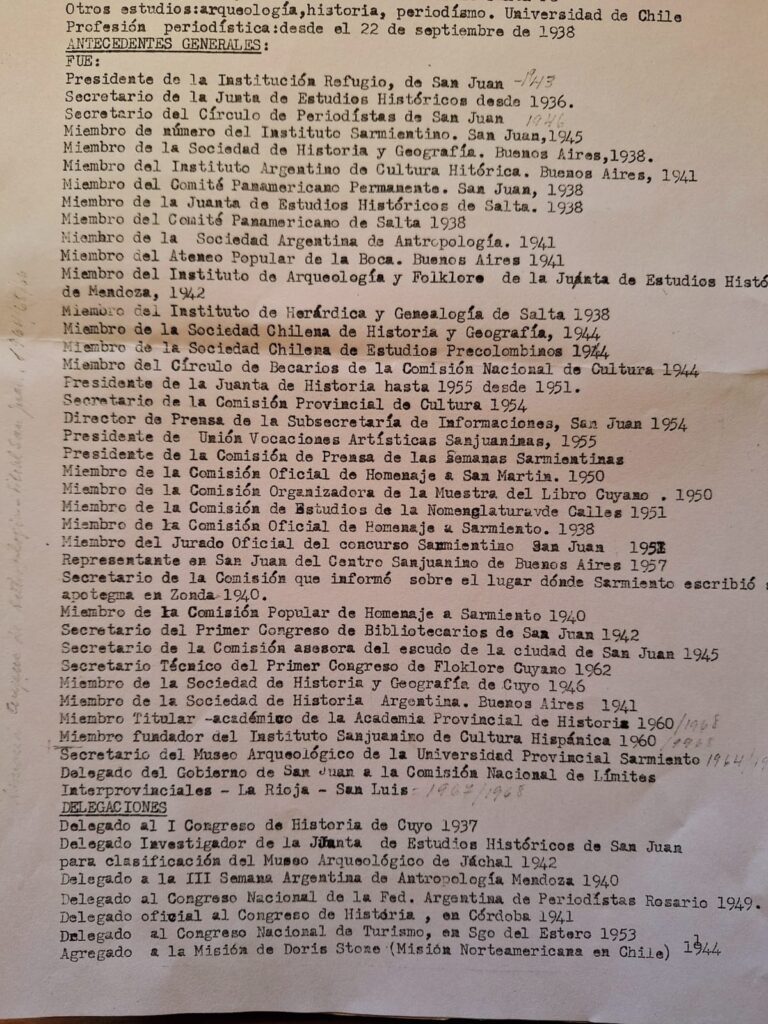 Otros estudios:arqueología,historia, periodísmo. Universidad de Chile
Profesión periodística:desde el 22 de septiembre de 1938
ANTECEDENTES GENERALES:
FUE:
Presidente de la Institución Refugio, de San Juan -1943
Secretario de la Junta de Estudios Históricos desde 1936.
Secretario del Círculo de Periodístas de San Juan 1946
Miembro de número del Instituto Sarmientino. San Juan,1945
Miembro de la Sociedad de Historia y Geografía. Buenos Aires,1938.
Miembro del Instituto Argentino de Cultura Hitórica. Buenos Aires, 1941
Miembro del Comité Panamericano Permanente. San Juan, 1938
Miembro de la Juanta de Estudios Históricos de Salta. 1938
Miembro del Comité Panamericano de Salta 1938
Miembro de la Sociedad Argentina de Antropología. 1941
Miembro del Ateneo Popular de la Boca. Buenos Aires 1941
Miembro del Instituto de Arqueología y Folklore de la Juánta de Estudios Histó
de Mendoza, 1942
Miembro del Instituto de Herárdica y Genealogía de Salta 1938
Miembro de la Sociedad Chilena de Historia y Geografía, 1944
Miembro de la Sociedad Chilena de Estudios Precolombinos 1944
Miembro del Círculo de Becarios de la Comisión Nacional de Cultura 1944
Presidente de la Juanta de Historia hasta 1955 desde 1951.
Secretario de la Comisión Provincial de Cultura 1954
Director de Prensa de la Subsecretaría de Informaciones, San Juan 1954
Presidente de Unión Vocaciones Artísticas Sanjuaninas, 1955
Presidente de la Comisión de Prensa de las Semanas Sarmientinas
Miembro de la Comisión Oficial de Homenaje a San Martin. 1950
Miembro de la Comisión Organizadora de la Muestra del Libro Cuyano . 1950
Miembro de la Comisión de Estudios de la Nomenglaturavde Calles 1951
Miembro de la Comisión Oficial de Homenaje a Sarmiento. 1938
Miembro del Jurado Oficial del concurso Sarmientino San Juan
Representante en San Juan del Centro Sanjuanino de Buenos Aires 1957
Secretario de la Comisión que informó sobre el lugar dónde Sarmiento escribió
apotegma en Zonda 1940.
Miembro de la Comisión Popular de Homenaje a Sarmiento 1940
Secretario del Primer Congreso de Bibliotecarios de San Juan 1942
Secretario de la Comisión asesora del escudo de la ciudad de San Juan 1945
Secretario Técnico del Primer Congreso de Floklore Cuyano 1962
Miembro de la Sociedad de Historia y Geografía de Cuyo 1946
Miembro de la Sociedad de Historia Argentina. Buenos Aires 1941
Miembro Titular -académico de la Academia Provincial de Historia 1960/1968
Miembro fundador del Instituto Sanjuanino de Cultura Hispánica 1960 /1968
Secretario del Museo Arqueológico de la Universidad Provincial Sarmiento 1964/19
Delegado del Gobierno de San Juan a la Comisión Nacional de Límites
Interprovinciales - La Rioja - San Luis- 1967/1968
DELEGACIONES
Delegado al I Congreso de Historia de Cuyo 1937
Delegado Investigador de la Juanta de Estudios Históricos de San Juan
para clasificación del Museo Arqueológico de Jáchal 1942
Delegado a la III Semana Argentina de Antropología Mendoza 1940
Delegado al Congreso Nacional de la Fed. Argentina de Periodístas Rosario 1949.
Delegado oficial al Congreso de História , en Córdoba 1941
Delegado al Congreso Nacional de Turismo, en Sgo del Estero 1953
Agregado a la Misión de Doris Stone (Misión Norteamericana en Chile) 1944